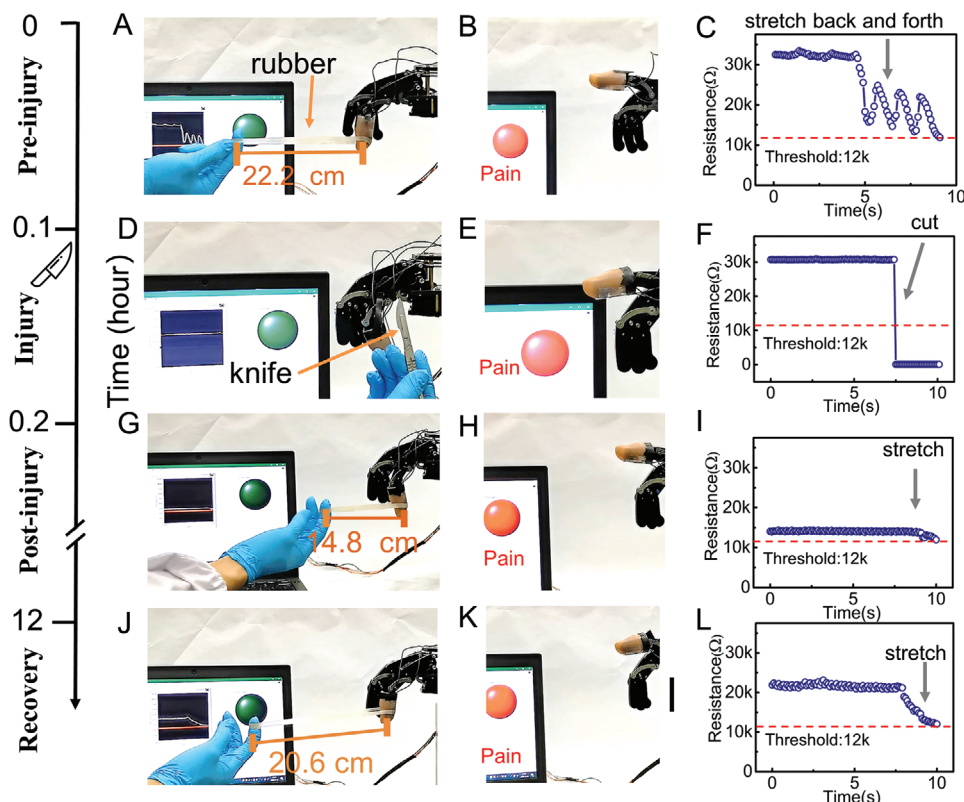 0
Pre-injury
0.1
Injury
0.2
Post-injury
12
Recovery
Time (hour)
A
rubber
22.2 cm
B
Pain
C
stretch back and forth
Resistance(Ω)
30k
20k
10k
0
Threshold:12k
0
5
10
Time(s)
D
knife
E
Pain
F
cut
Resistance(Ω)
30k
20k
10k
0
Threshold:12k
0
5
10
Time(s)
G
14.8 cm
H
Pain
I
stretch
Resistance(Ω)
30k
20k
10k
0
Threshold:12k
0
5
10
Time(s)
J
20.6 cm
K
Pain
L
stretch
Resistance(Ω)
30k
20k
10k
0
Threshold:12k
0
5
10
Time(s)